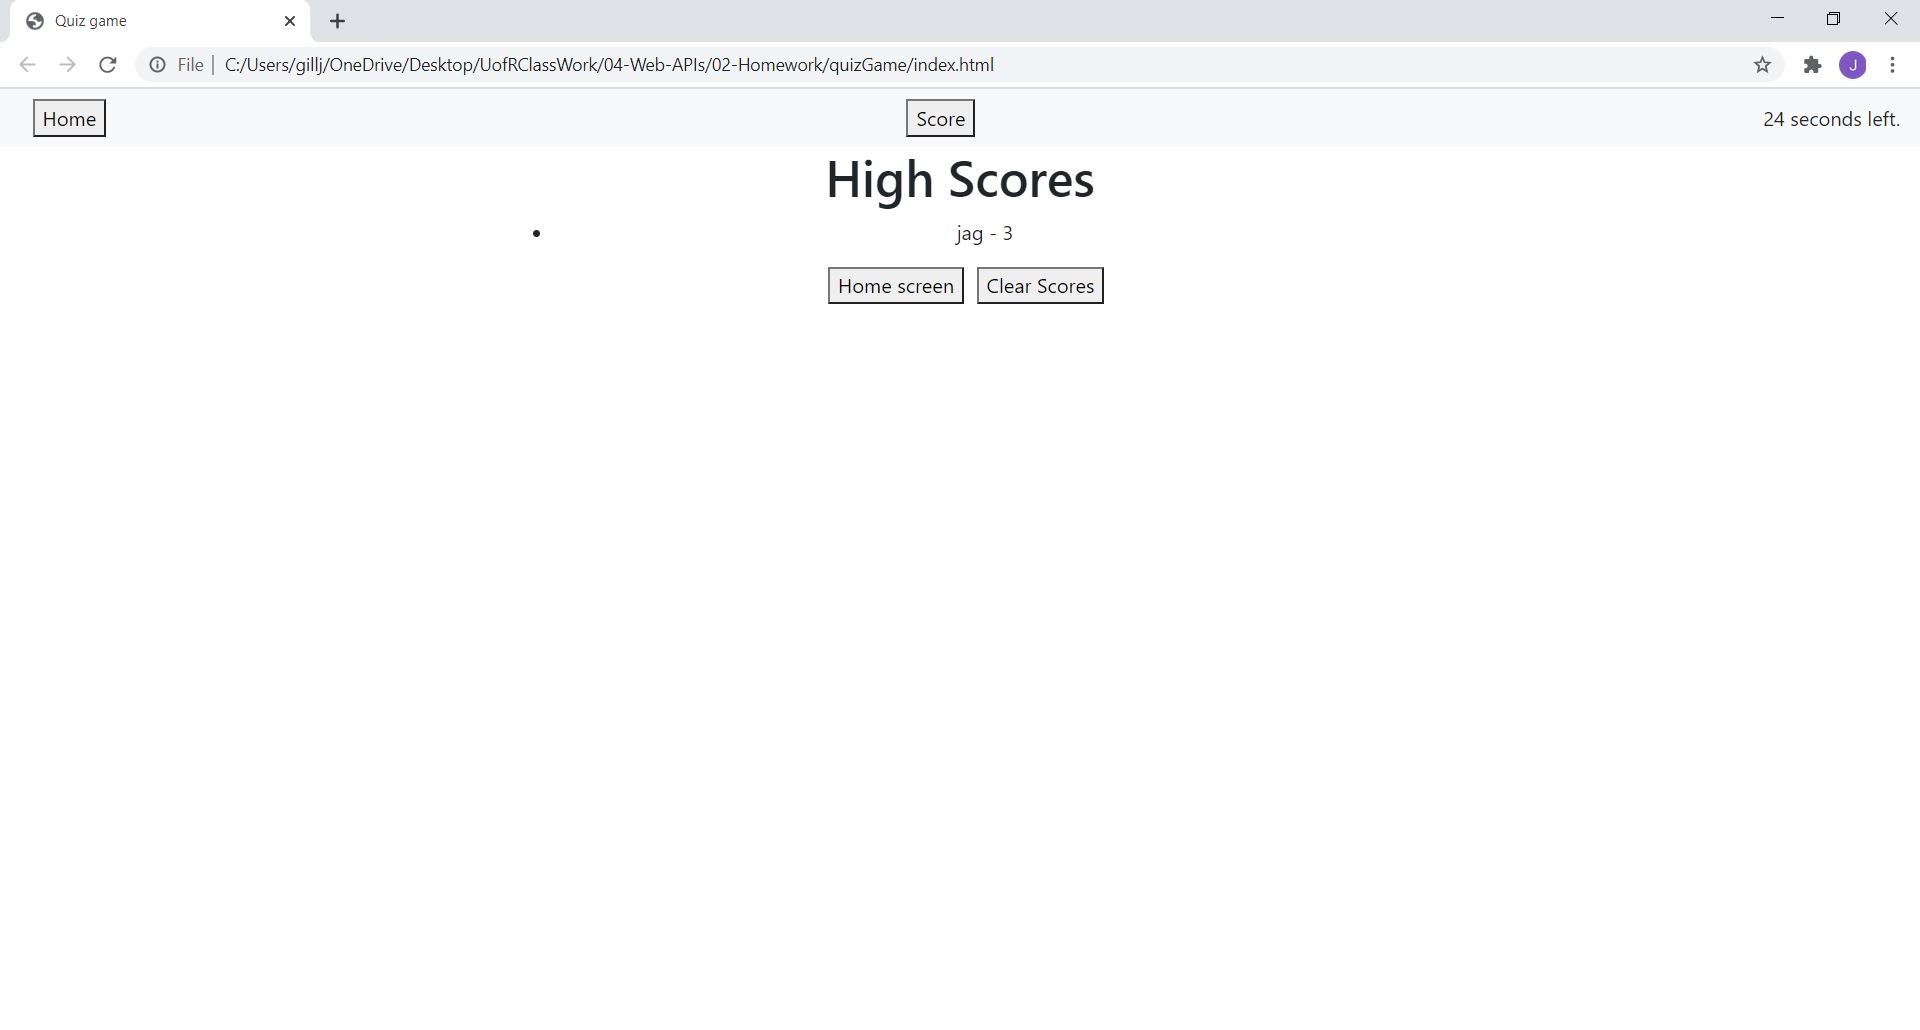 Quiz game
File C:/Users/gillj/OneDrive/Desktop/UofRClassWork/04-Web-APIs/02-Homework/quizGame/index.html
J
Home Score 24 seconds left.
High Scores
• jag - 3
Home screen Clear Scores